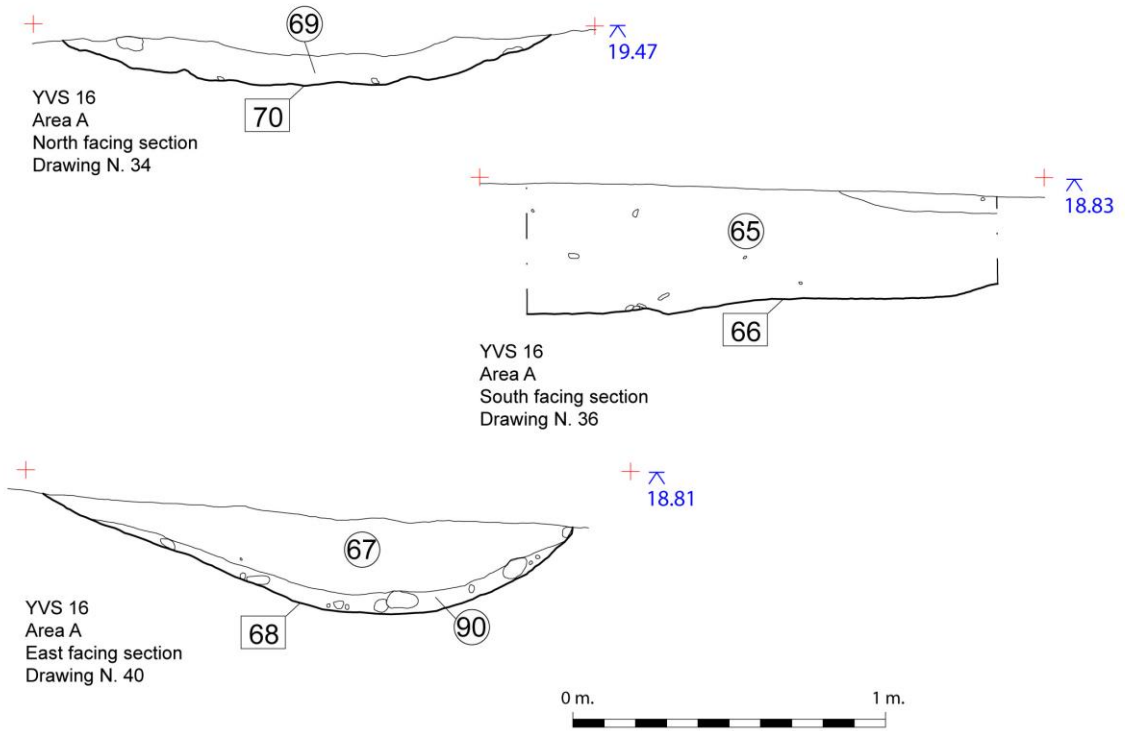 69
19.47
70
YVS 16
Area A
North facing section
Drawing N. 34
18.83
65
66
YVS 16
Area A
South facing section
Drawing N. 36
18.81
67
68
90
YVS 16
Area A
East facing section
Drawing N. 40
0 m.
1 m.